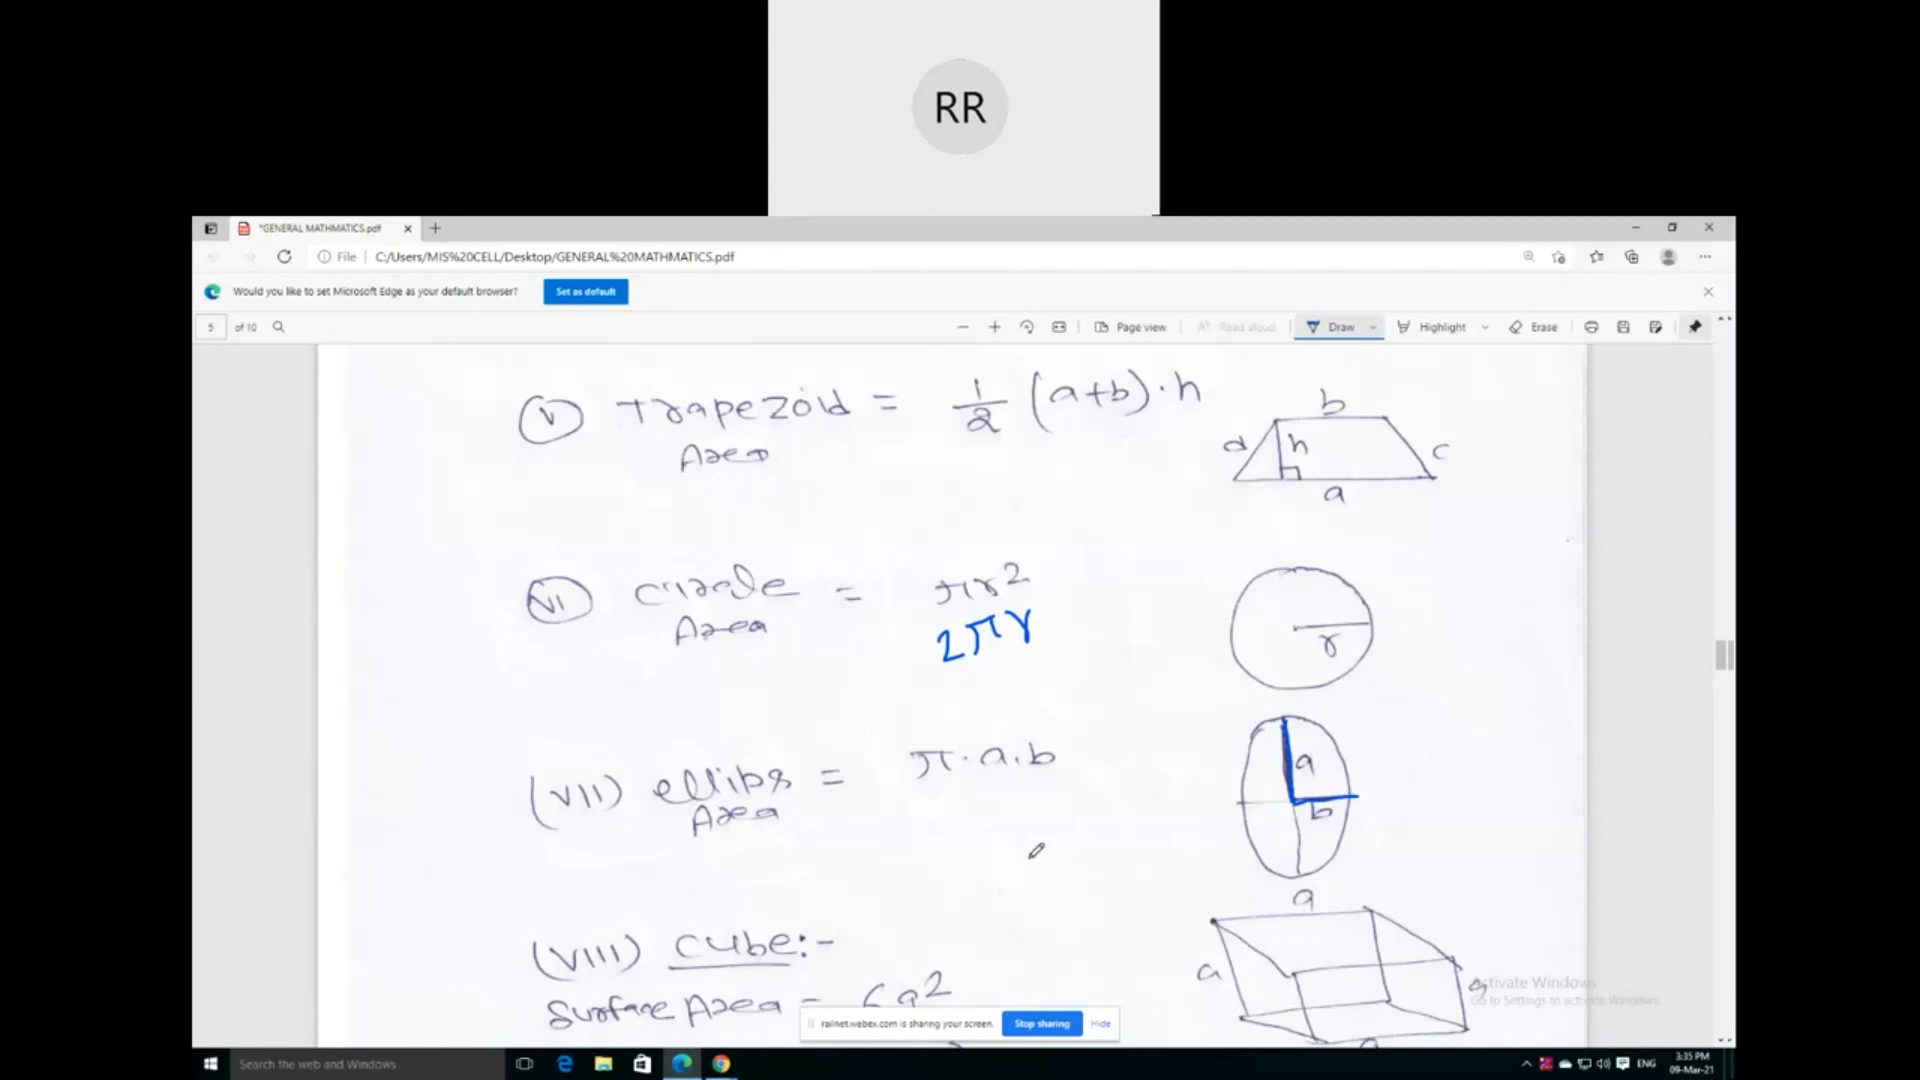 RR
*GENERAL MATHMATICS.pdf
File C:/Users/MIS%20CELL/Desktop/GENERAL%20MATHMATICS.pdf
Would you like to set Microsoft Edge as your default browser? Set as default
5 of 10 Page view Read aloud Draw Highlight Erase
(V) Trapezoid = 1/2 (a+b)·h
Area
b
d h c
a
(VI) circle = πr²
Area
2πr
r
(VII) ellips = π·a·b
Area
a
b
(VIII) cube:-
a
a a
Surface Area = 6a²
a
Activate Windows
Go to Settings to activate Windows.
railnet.webex.com is sharing your screen. Stop sharing Hide
Search the web and Windows
ENG
3:35 PM
09-Mar-21